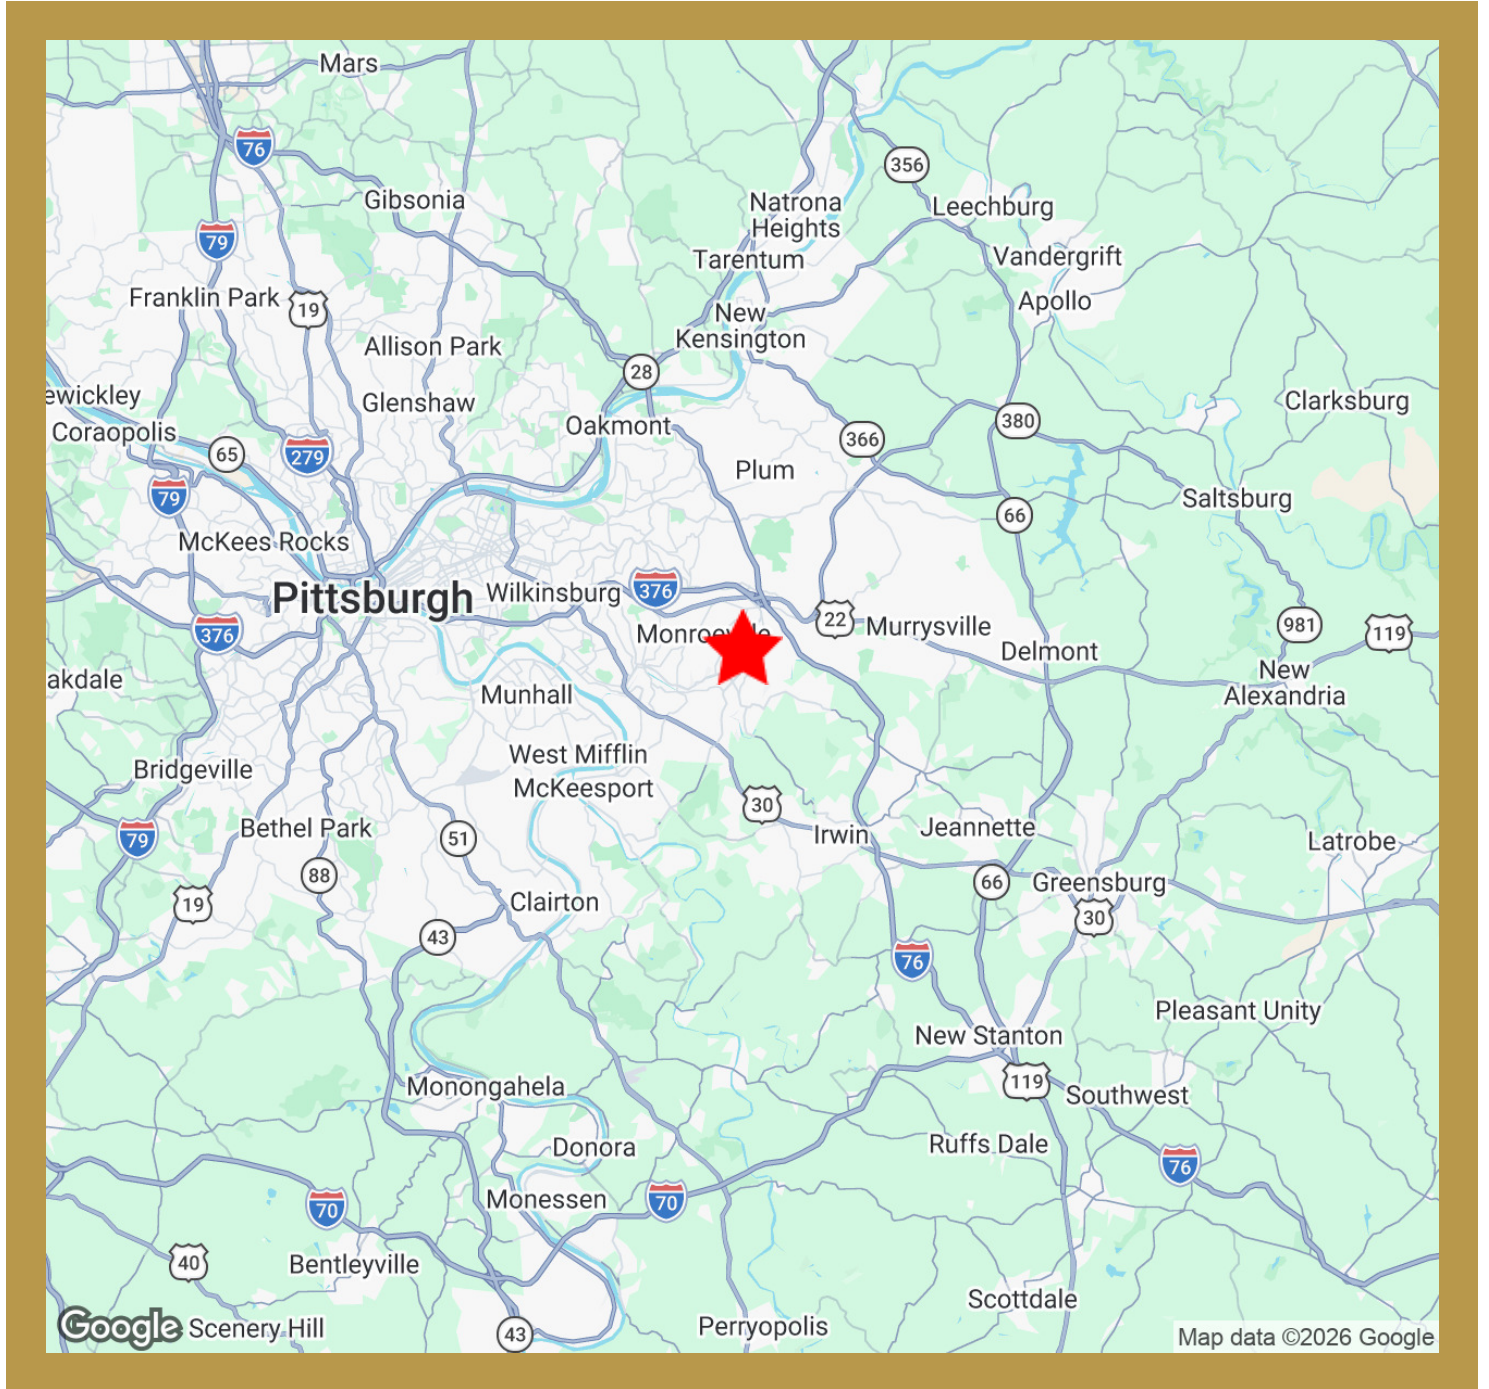 Mars
76
356
Gibsonia
Natrona
Heights
Leechburg
79
Tarentum
Vandergrift
Franklin Park
19
Apollo
New
Kensington
Allison Park
28
ewickley
Glenshaw
Clarksburg
Coraopolis
Oakmont
380
65
279
366
Plum
79
Saltsburg
66
McKees Rocks
Pittsburgh
Wilkinsburg
376
22
376
Monroeville
Murrysville
981
119
Delmont
akdale
New
Alexandria
Munhall
West Mifflin
Bridgeville
McKeesport
30
79
Bethel Park
51
Irwin
Jeannette
Latrobe
88
66
Greensburg
19
Clairton
30
43
76
Pleasant Unity
New Stanton
Monongahela
119
Southwest
Donora
Ruffs Dale
76
70
Monessen
70
40
Bentleyville
Scottdale
Google
Scenery Hill
43
Perryopolis
Map data ©2026 Google